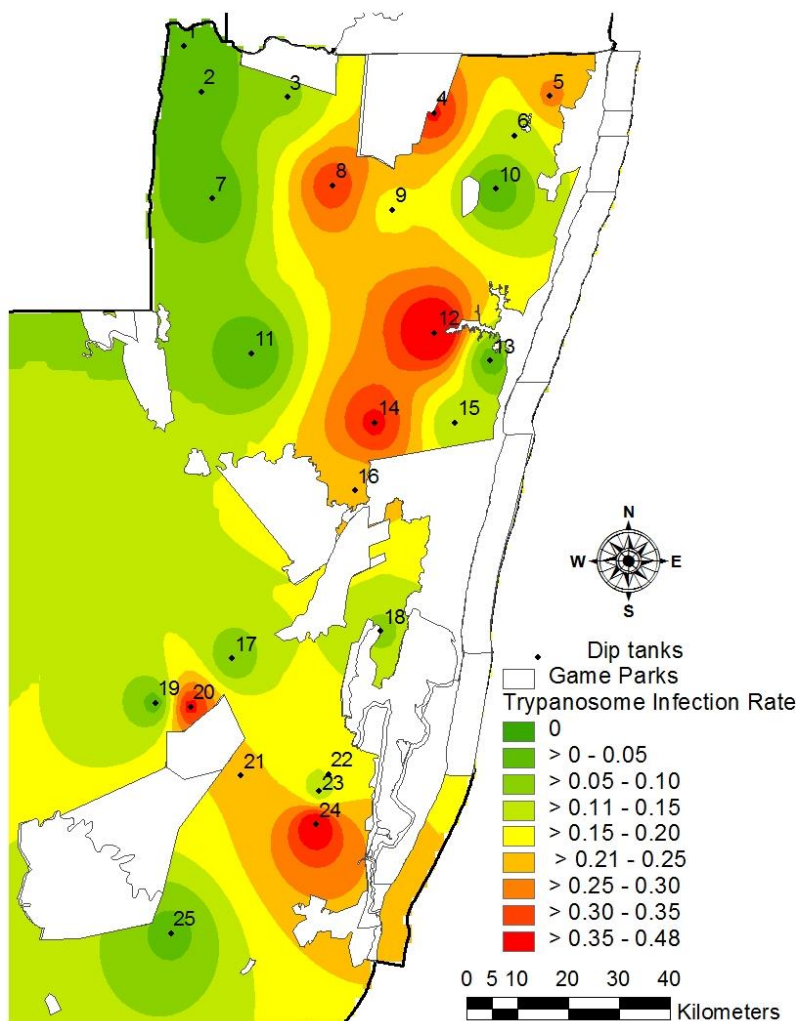 1
2
3
4
5
6
7
8
9
10
11
12
13
14
15
16
17
18
19
20
21
22
23
24
25
N
W E
S
Dip tanks
Game Parks
Trypanosome Infection Rate
0
> 0 - 0.05
> 0.05 - 0.10
> 0.11 - 0.15
> 0.15 - 0.20
> 0.21 - 0.25
> 0.25 - 0.30
> 0.30 - 0.35
> 0.35 - 0.48
0 5 10 20 30 40
Kilometers